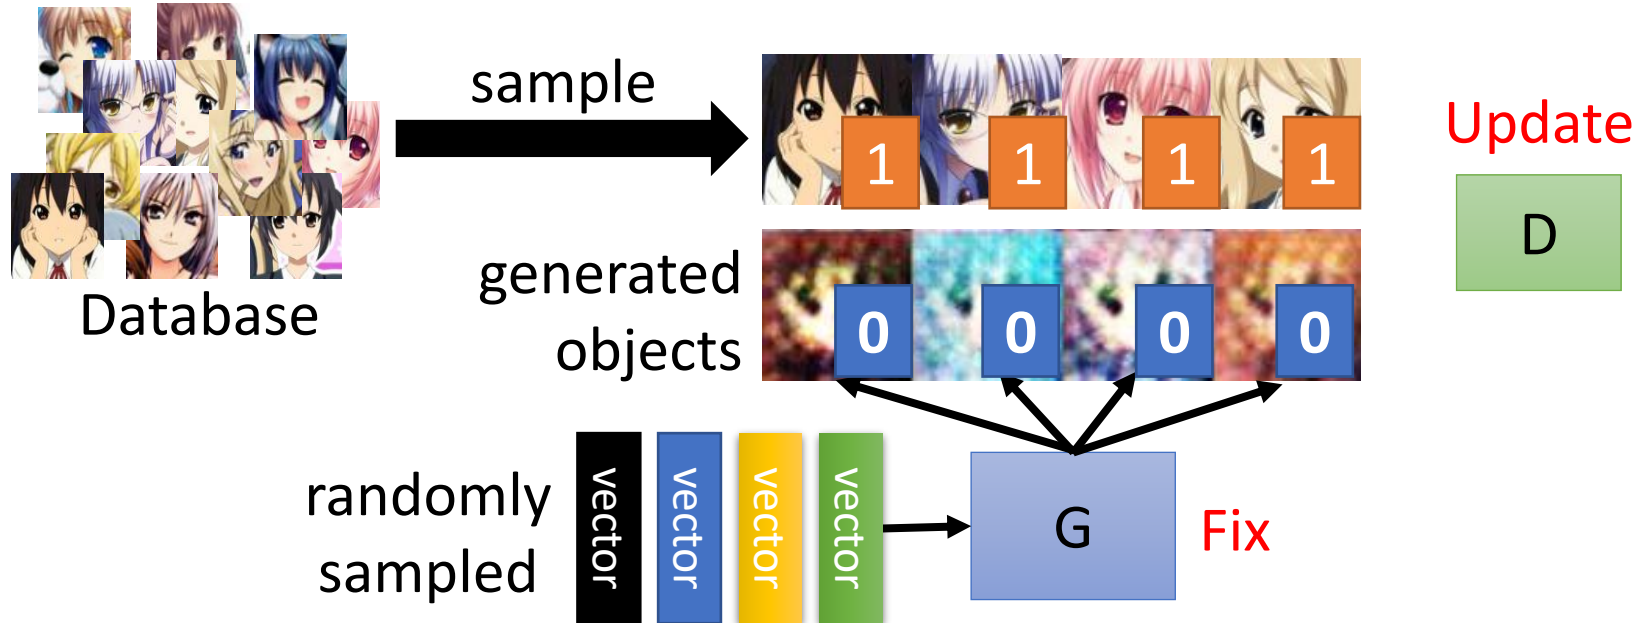 sample
1 1 1 1
Update
D
Database
generated
objects
0 0 0 0
randomly
sampled
vector
vector
vector
vector
G
Fix